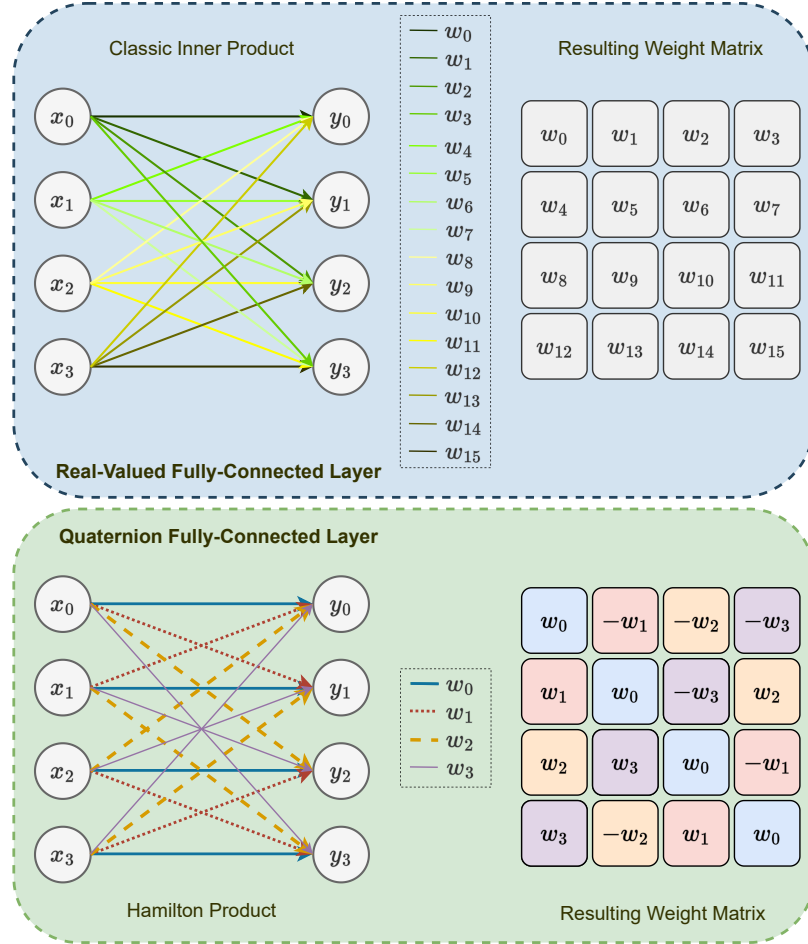 Classic Inner Product
Resulting Weight Matrix
x₀
x₁
x₂
x₃
y₀
y₁
y₂
y₃
w₀
w₁
w₂
w₃
w₄
w₅
w₆
w₇
w₈
w₉
w₁₀
w₁₁
w₁₂
w₁₃
w₁₄
w₁₅
w₀ w₁ w₂ w₃
w₄ w₅ w₆ w₇
w₈ w₉ w₁₀ w₁₁
w₁₂ w₁₃ w₁₄ w₁₅
Real-Valued Fully-Connected Layer
Quaternion Fully-Connected Layer
x₀
x₁
x₂
x₃
y₀
y₁
y₂
y₃
w₀
w₁
w₂
w₃
w₀ −w₁ −w₂ −w₃
w₁ w₀ −w₃ w₂
w₂ w₃ w₀ −w₁
w₃ −w₂ w₁ w₀
Hamilton Product
Resulting Weight Matrix